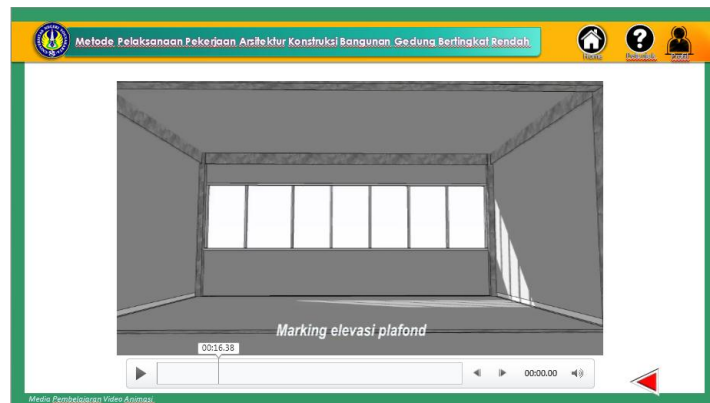 Metode Pelaksanaan Pekerjaan Arsitektur Konstruksi Bangunan Gedung Bertingkat Rendah
Marking elevasi plafond
00:16.38
00:00.00
Media Pembelajaran Video Animasi